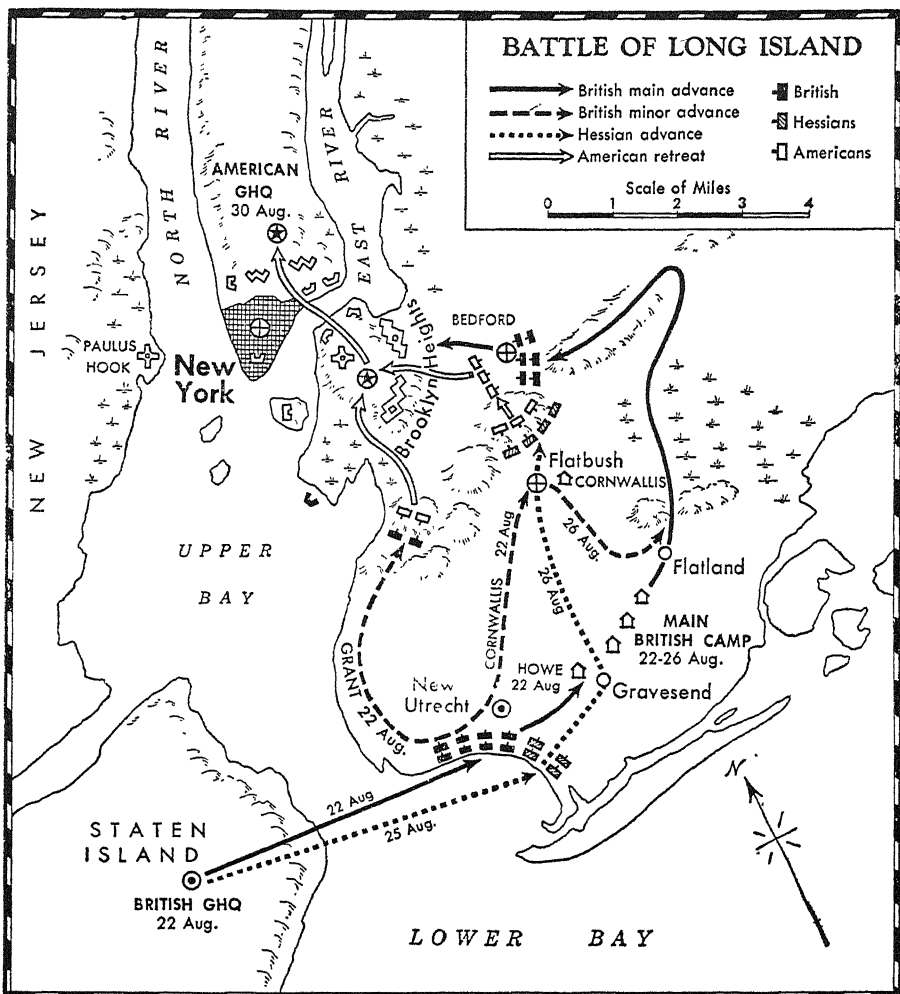 BATTLE OF LONG ISLAND
British main advance
British minor advance
Hessian advance
American retreat
British
Hessians
Americans
Scale of Miles
0 1 2 3 4
NORTH RIVER
EAST RIVER
AMERICAN
GHQ
30 Aug.
NEW JERSEY
PAULUS
HOOK
New
York
BEDFORD
Brooklyn Heights
Flatbush
CORNWALLIS
22 Aug
26 Aug.
26 Aug
Flatland
UPPER
BAY
CORNWALLIS
GRANT 22 Aug.
MAIN
BRITISH CAMP
22-26 Aug.
HOWE
22 Aug
New
Utrecht
Gravesend
22 Aug
25 Aug.
STATEN
ISLAND
BRITISH GHQ
22 Aug.
N.
LOWER BAY